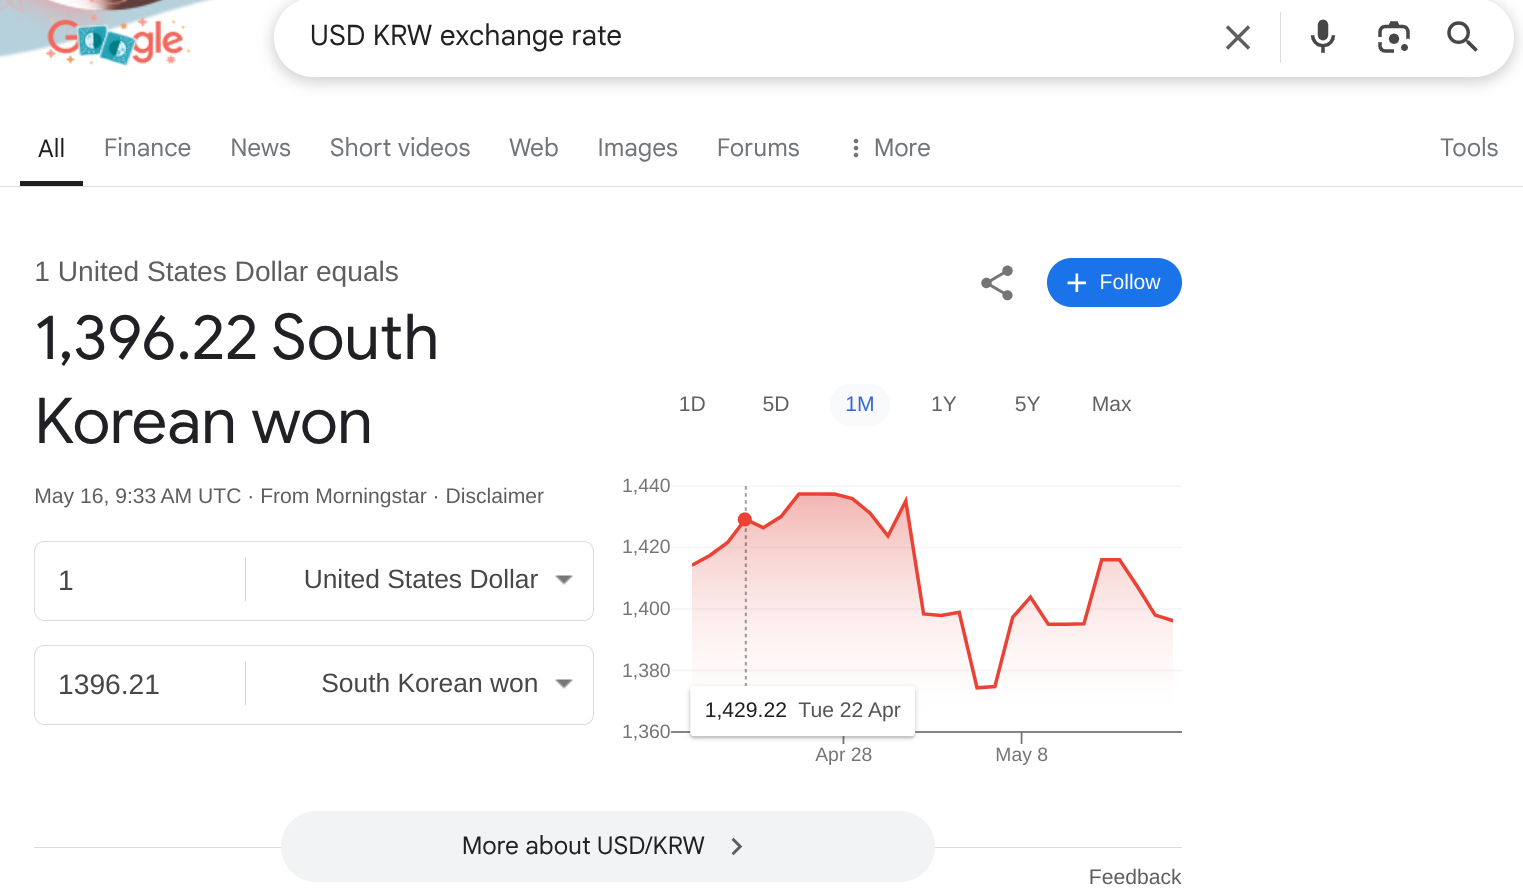 Google
USD KRW exchange rate
All Finance News Short videos Web Images Forums More Tools
1 United States Dollar equals
1,396.22 South
Korean won
May 16, 9:33 AM UTC · From Morningstar · Disclaimer
1 United States Dollar
1396.21 South Korean won
Follow
1D 5D 1M 1Y 5Y Max
1,440
1,420
1,400
1,380
1,360
1,429.22 Tue 22 Apr
Apr 28 May 8
More about USD/KRW
Feedback